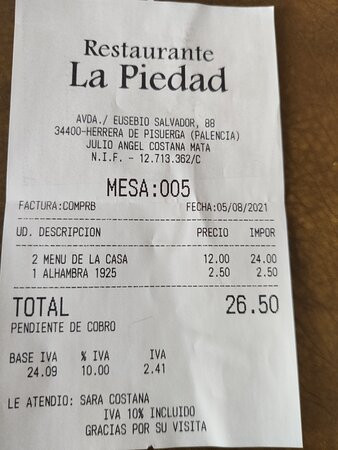 Restaurante
La Piedad
AVDA./ EUSEBIO SALVADOR, 88
34400-HERRERA DE PISUERGA (PALENCIA)
JULIO ANGEL COSTANA MATA
N.I.F. - 12.713.362/C
MESA:005
FACTURA:COMPRB FECHA:05/08/2021
UD. DESCRIPCION PRECIO IMPOR
2 MENU DE LA CASA 12.00 24.00
1 ALHAMBRA 1925 2.50 2.50
TOTAL 26.50
PENDIENTE DE COBRO
BASE IVA % IVA IVA
24.09 10.00 2.41
LE ATENDIO: SARA COSTANA
IVA 10% INCLUIDO
GRACIAS POR SU VISITA